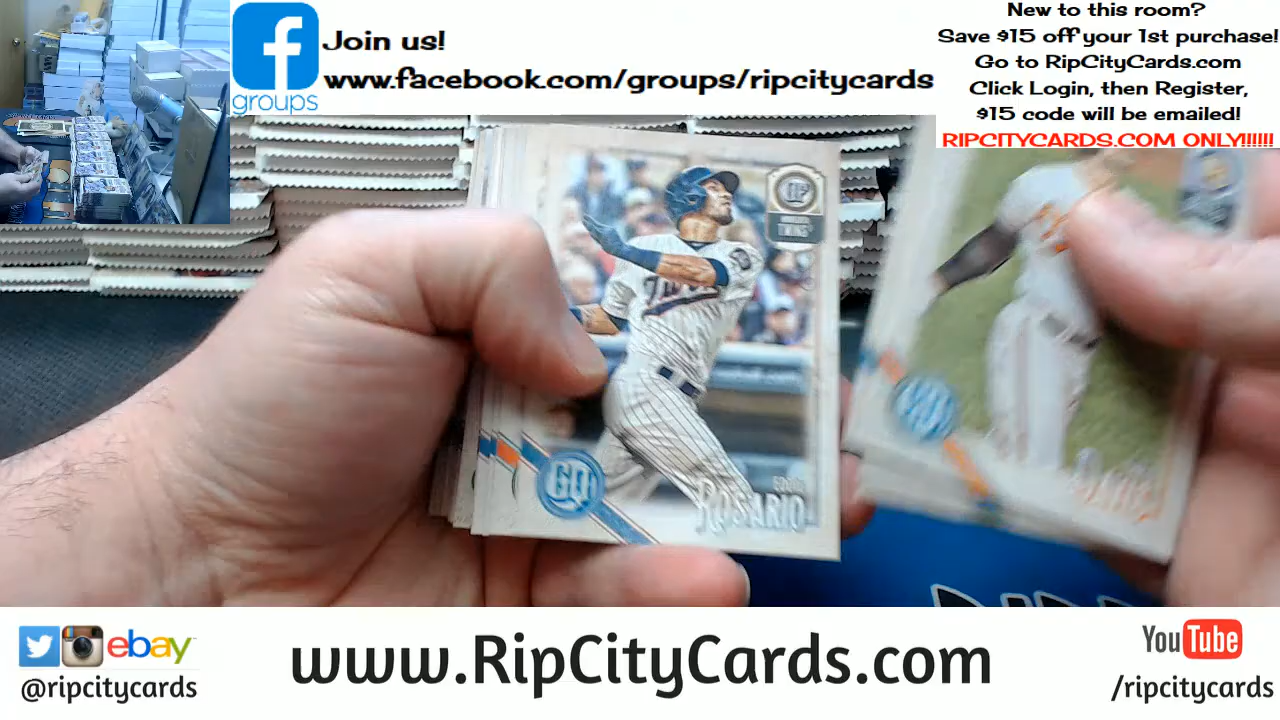 Join us!
www.facebook.com/groups/ripcitycards
groups
New to this room?
Save $15 off your 1st purchase!
Go to RipCityCards.com
Click Login, then Register,
$15 code will be emailed!
RIPCITYCARDS.COM ONLY!!!!!!
TWINS
GQ
ROSARIO
ebay
@ripcitycards
www.RipCityCards.com
YouTube
/ripcitycards